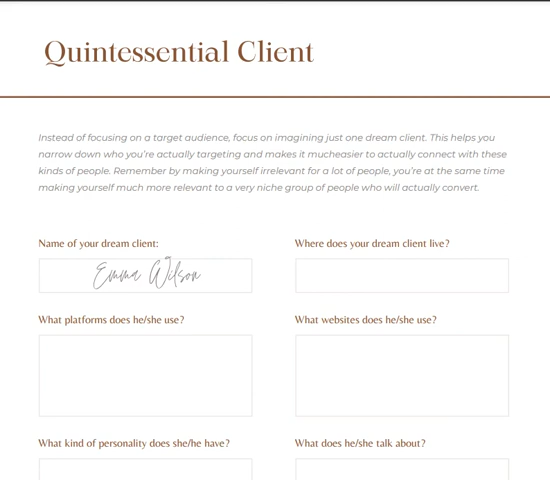 Quintessential Client
Instead of focusing on a target audience, focus on imagining just one dream client. This helps you
narrow down who you're actually targeting and makes it mucheasier to actually connect with these
kinds of people. Remember by making yourself irrelevant for a lot of people, you're at the same time
making yourself much more relevant to a very niche group of people who will actually convert.
Name of your dream client:
Emma Wilson
Where does your dream client live?
What platforms does he/she use?
What websites does he/she use?
What kind of personality does she/he have?
What does he/she talk about?